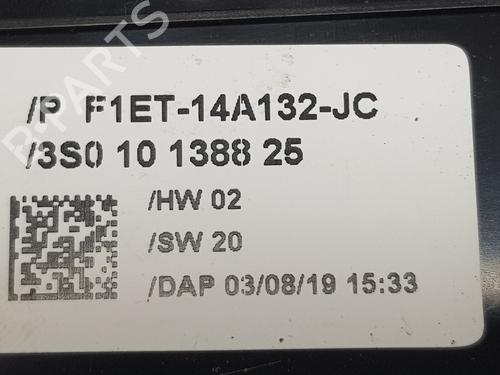 B-PARTS
/P F1ET-14A132-JC
/3S0 10 1388 25
/HW 02
/SW 20
/DAP 03/08/19 15:33